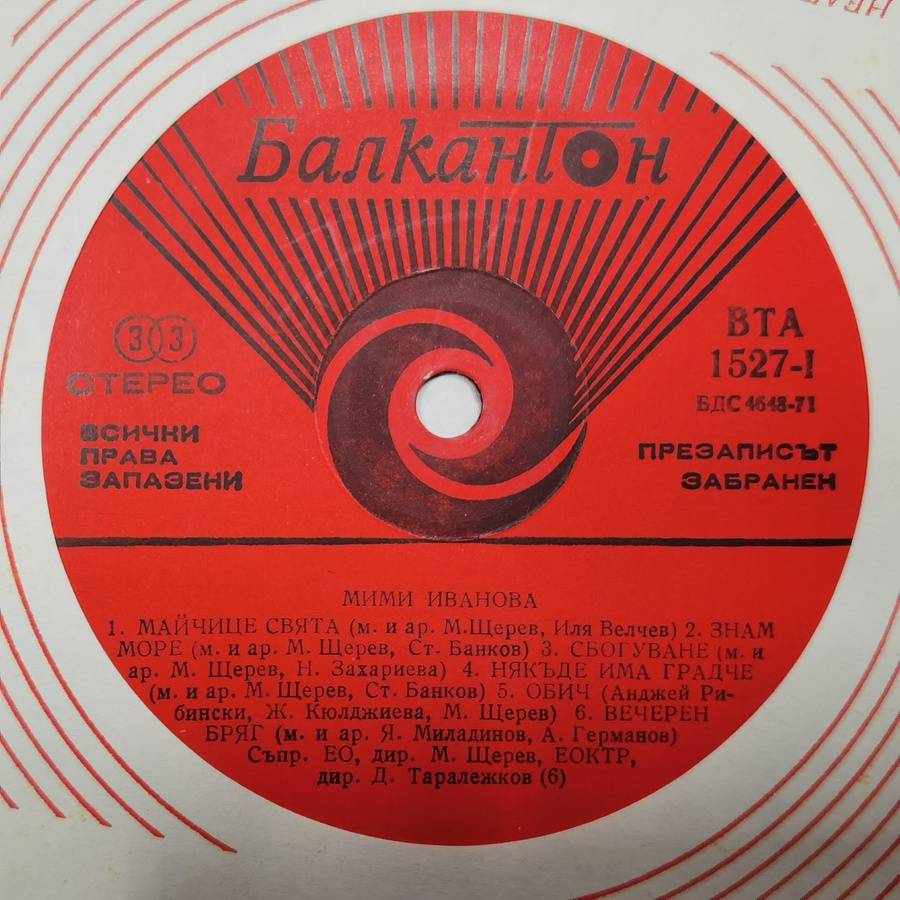 БалканТон
33
СТЕРЕО
ВСИЧКИ
ПРАВА
ЗАПАЗЕНИ
ВТА
1527-I
БДС 4648-71
ПРЕЗАПИСЪТ
ЗАБРАНЕН
МИМИ ИВАНОВА
1. МАЙЧИЦЕ СВЯТА (м. и ар. М.Щерев, Иля Велчев) 2. ЗНАМ
МОРЕ (м. и ар. М. Щерев, Ст. Банков) 3. СБОГУВАНЕ (м. и
ар. М. Щерев, Н. Захариева) 4. НЯКЪДЕ ИМА ГРАДЧЕ
(м. и ар. М. Щерев, Ст. Банков) 5. ОБИЧ (Анджей Ри-
бински, Ж. Кюлджиева, М. Щерев) 6. ВЕЧЕРЕН
БРЯГ (м. и ар. Я. Миладинов, А. Германов)
Съпр. ЕО, дир. М. Щерев, ЕОКТР,
дир. Д. Таралежков (6)